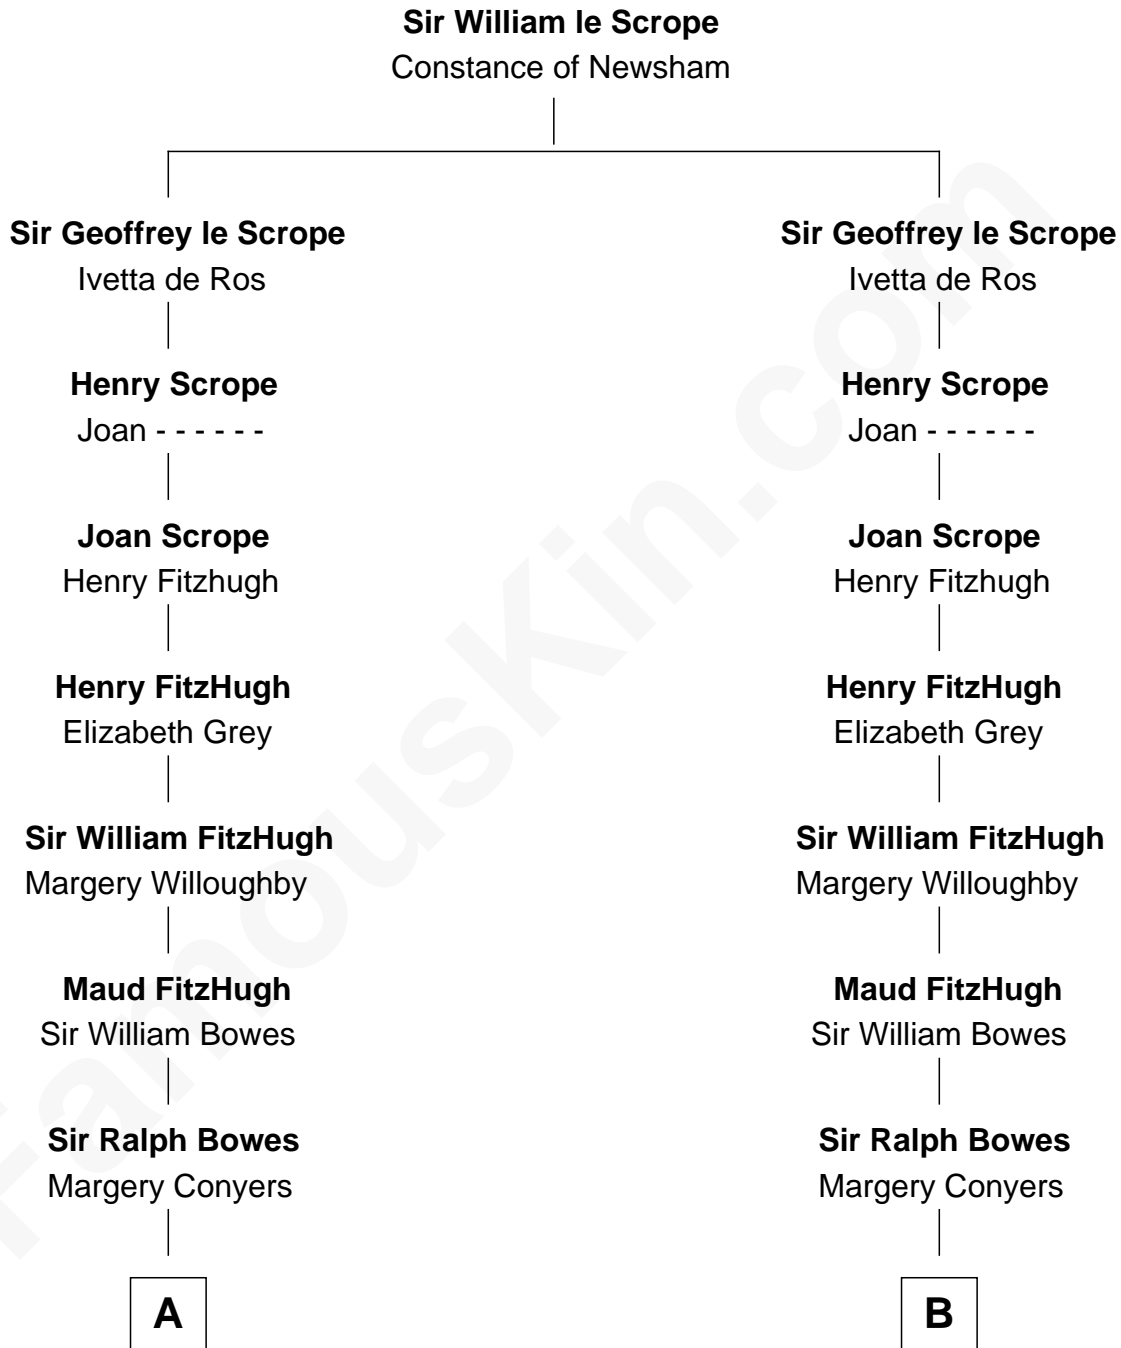 Sir William le Scrope
Constance of Newsham
Sir Geoffrey le Scrope
Ivetta de Ros
Henry Scrope
Joan - - - - - -
Joan Scrope
Henry Fitzhugh
Henry FitzHugh
Elizabeth Grey
Sir William FitzHugh
Margery Willoughby
Maud FitzHugh
Sir William Bowes
Sir Ralph Bowes
Margery Conyers
A
Sir Geoffrey le Scrope
Ivetta de Ros
Henry Scrope
Joan - - - - - -
Joan Scrope
Henry Fitzhugh
Henry FitzHugh
Elizabeth Grey
Sir William FitzHugh
Margery Willoughby
Maud FitzHugh
Sir William Bowes
Sir Ralph Bowes
Margery Conyers
B
FamousKin.com